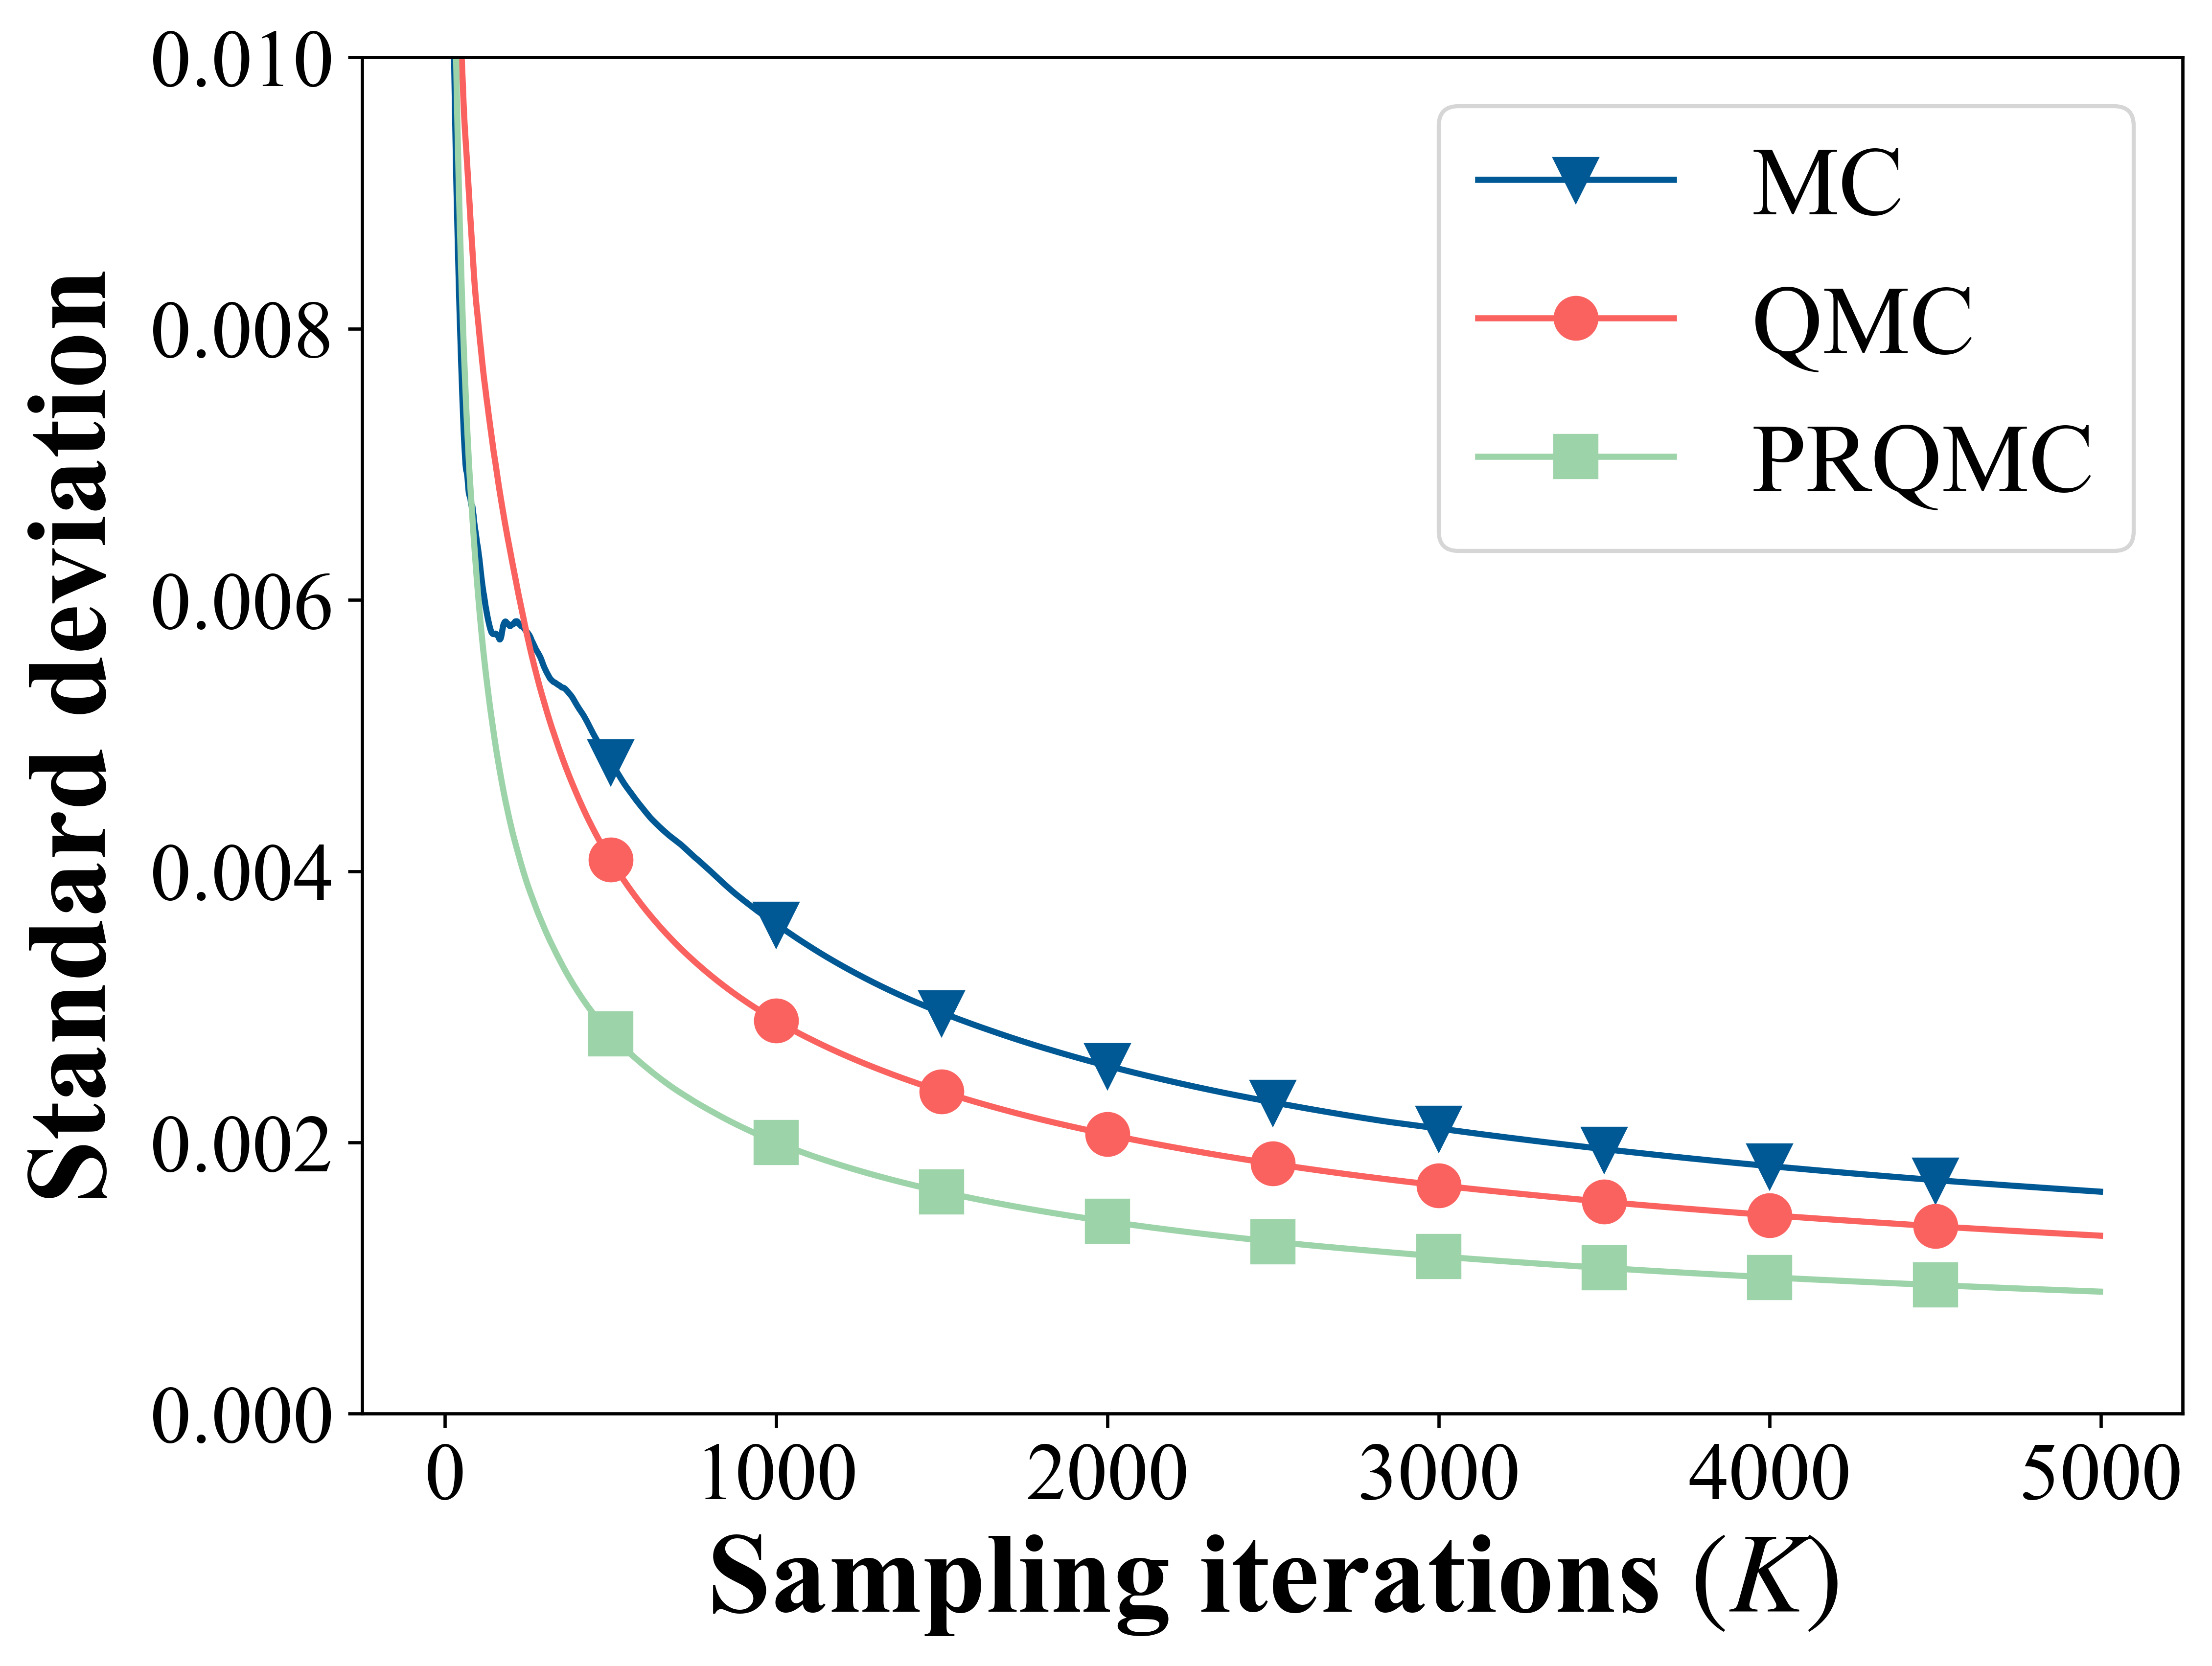 0.010
0.008
0.006
0.004
0.002
0.000
Standard deviation
MC
QMC
PRQMC
0 1000 2000 3000 4000 5000
Sampling iterations (K)